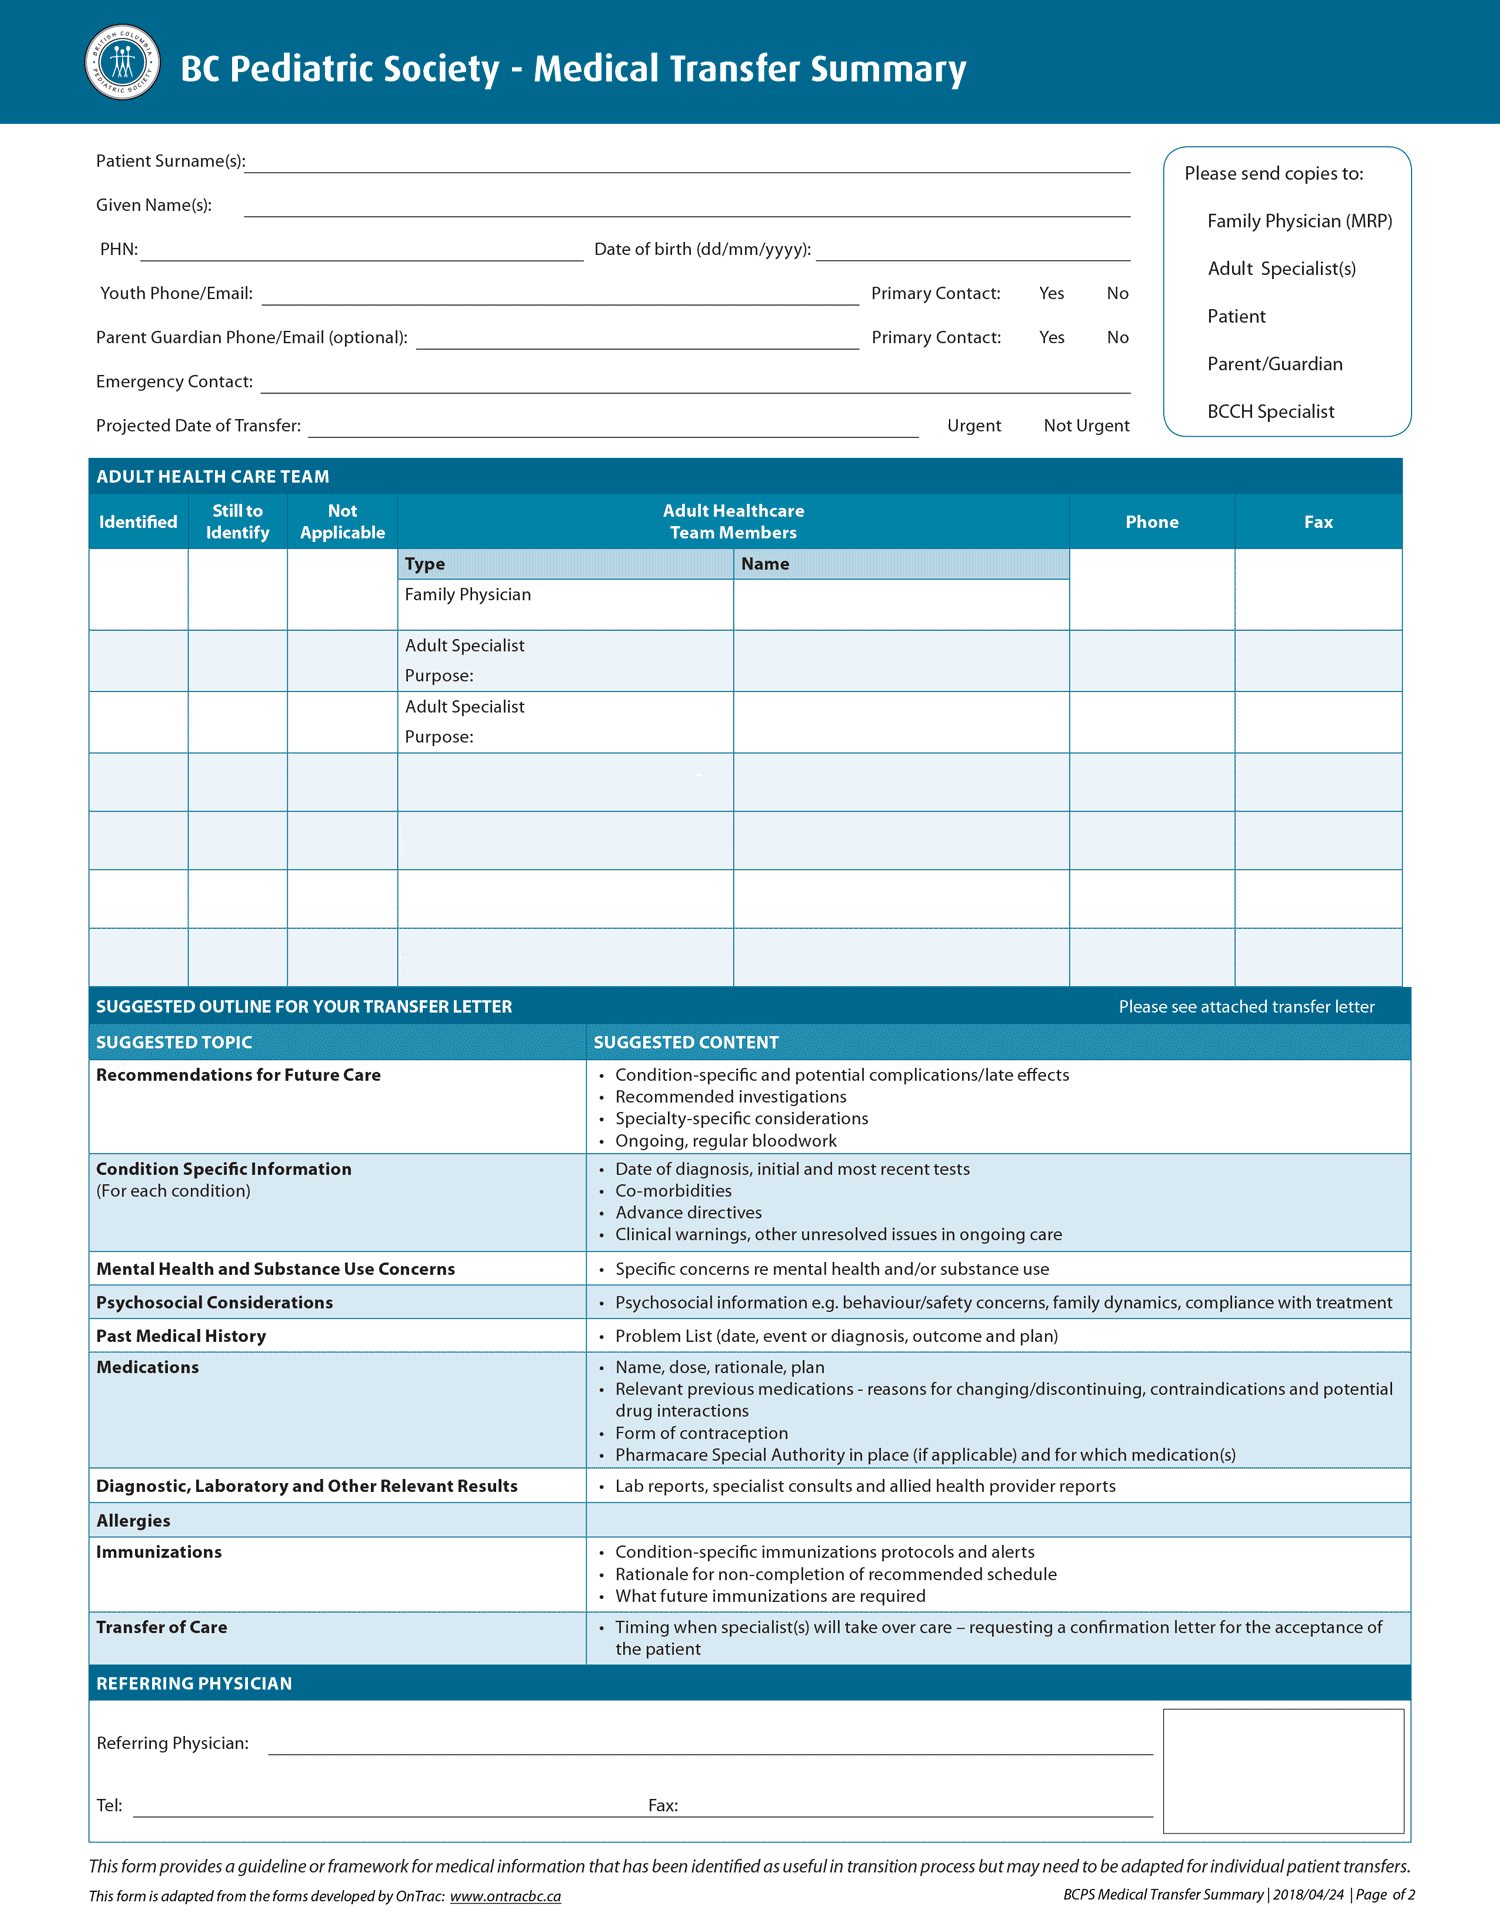 BRITISH COLUMBIA PEDIATRIC SOCIETY
BC Pediatric Society - Medical Transfer Summary
Patient Surname(s):
Given Name(s):
PHN: Date of birth (dd/mm/yyyy):
Youth Phone/Email: Primary Contact: Yes No
Parent Guardian Phone/Email (optional): Primary Contact: Yes No
Emergency Contact:
Projected Date of Transfer: Urgent Not Urgent
Please send copies to:
Family Physician (MRP)
Adult Specialist(s)
Patient
Parent/Guardian
BCCH Specialist
ADULT HEALTH CARE TEAM
Identified
Still to
Identify
Not
Applicable
Adult Healthcare
Team Members
Phone
Fax
Type Name
Family Physician
Adult Specialist
Purpose:
Adult Specialist
Purpose:
SUGGESTED OUTLINE FOR YOUR TRANSFER LETTER Please see attached transfer letter
SUGGESTED TOPIC SUGGESTED CONTENT
Recommendations for Future Care
• Condition-specific and potential complications/late effects
• Recommended investigations
• Specialty-specific considerations
• Ongoing, regular bloodwork
Condition Specific Information
(For each condition)
• Date of diagnosis, initial and most recent tests
• Co-morbidities
• Advance directives
• Clinical warnings, other unresolved issues in ongoing care
Mental Health and Substance Use Concerns
• Specific concerns re mental health and/or substance use
Psychosocial Considerations
• Psychosocial information e.g. behaviour/safety concerns, family dynamics, compliance with treatment
Past Medical History
• Problem List (date, event or diagnosis, outcome and plan)
Medications
• Name, dose, rationale, plan
• Relevant previous medications - reasons for changing/discontinuing, contraindications and potential
drug interactions
• Form of contraception
• Pharmacare Special Authority in place (if applicable) and for which medication(s)
Diagnostic, Laboratory and Other Relevant Results
• Lab reports, specialist consults and allied health provider reports
Allergies
Immunizations
• Condition-specific immunizations protocols and alerts
• Rationale for non-completion of recommended schedule
• What future immunizations are required
Transfer of Care
• Timing when specialist(s) will take over care – requesting a confirmation letter for the acceptance of
the patient
REFERRING PHYSICIAN
Referring Physician:
Tel: Fax:
This form provides a guideline or framework for medical information that has been identified as useful in transition process but may need to be adapted for individual patient transfers.
This form is adapted from the forms developed by OnTrac: www.ontracbc.ca
BCPS Medical Transfer Summary | 2018/04/24 | Page of 2